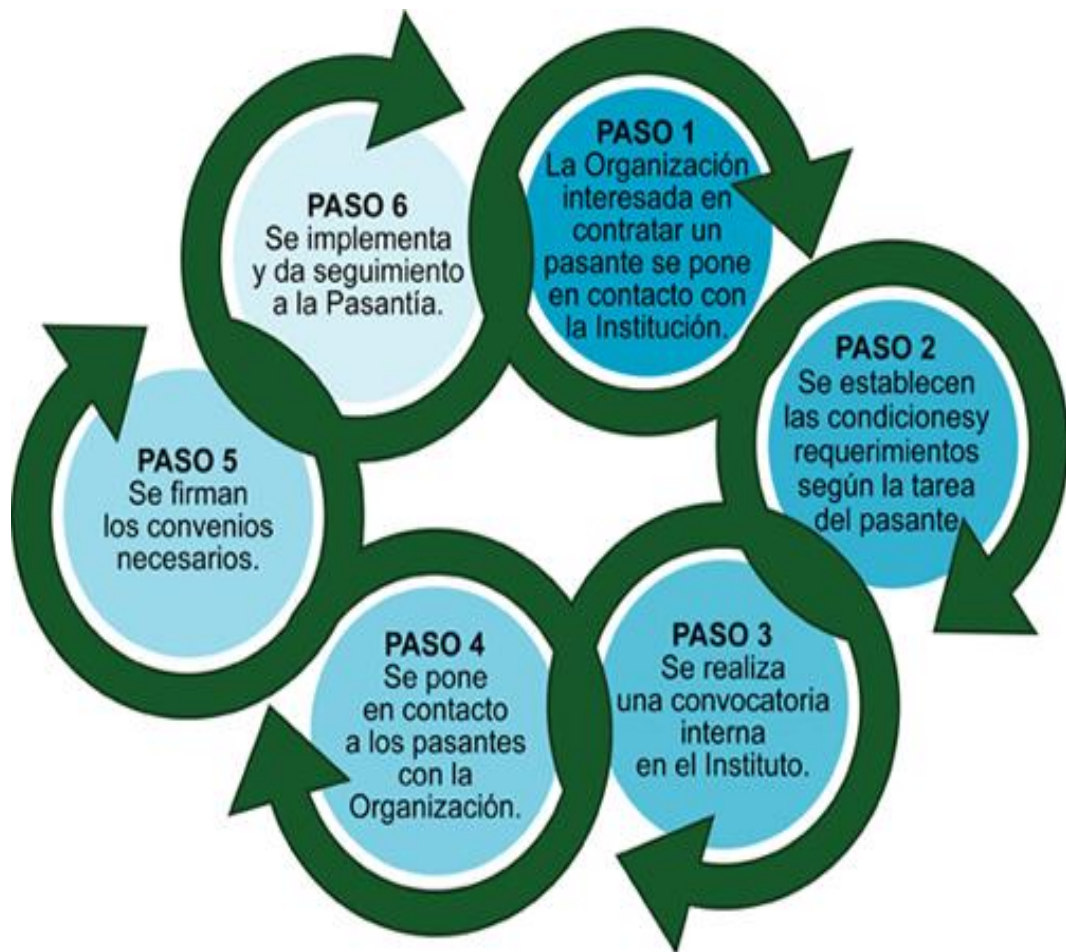 PASO 1
La Organización
interesada en
contratar un
pasante se pone
en contacto con
la Institución.
PASO 2
Se establecen
las condicionesy
requerimientos
según la tarea
del pasante.
PASO 3
Se realiza
una convocatoria
interna
en el Instituto.
PASO 4
Se pone
en contacto
a los pasantes
con la
Organización.
PASO 5
Se firman
los convenios
necesarios.
PASO 6
Se implementa
y da seguimiento
a la Pasantía.